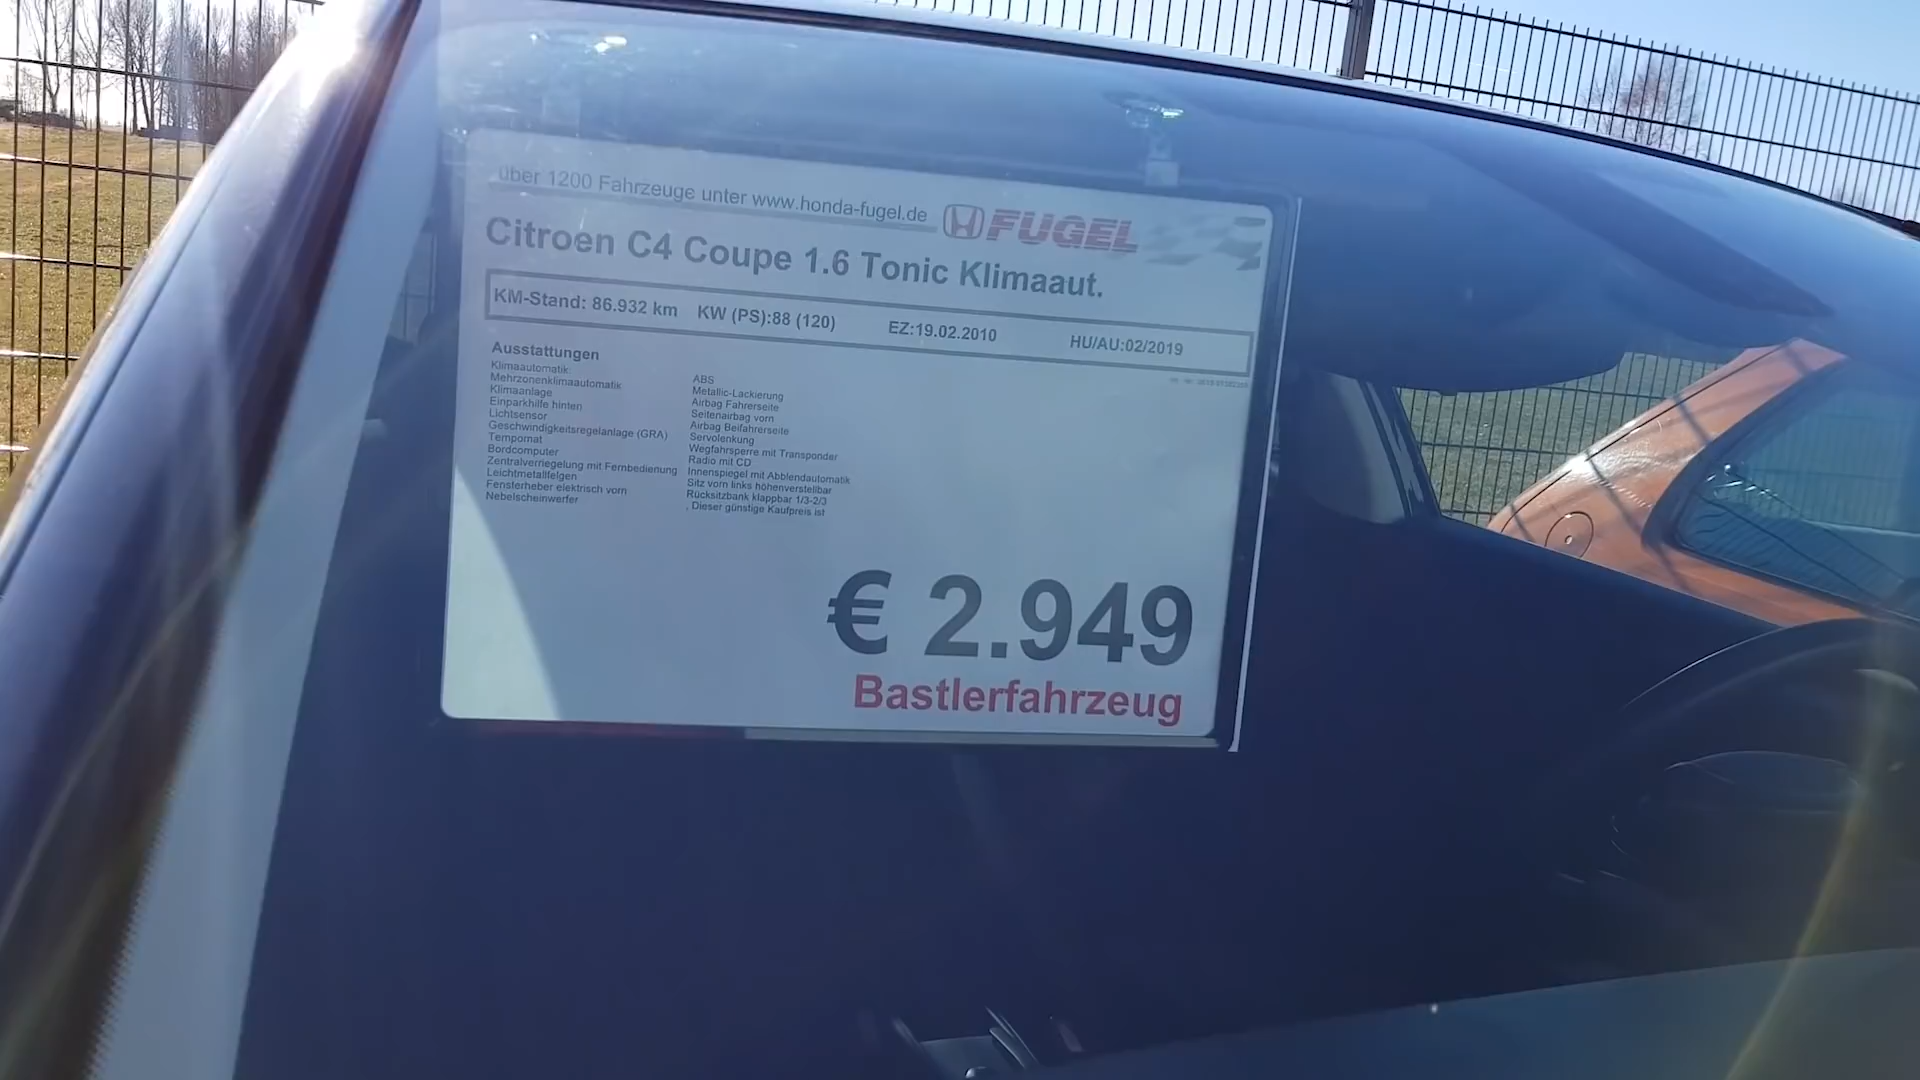 über 1200 Fahrzeuge unter www.honda-fugel.de
FUGEL
Citroen C4 Coupe 1.6 Tonic Klimaaut.
KM-Stand: 86.932 km KW (PS):88 (120) EZ:19.02.2010 HU/AU:02/2019
Ausstattungen
Klimaautomatik
Mehrzonenklimaautomatik
Klimaanlage
Einparkhilfe hinten
Lichtsensor
Geschwindigkeitsregelanlage (GRA)
Tempomat
Bordcomputer
Zentralverriegelung mit Fernbedienung
Leichtmetallfelgen
Fensterheber elektrisch vorn
Nebelscheinwerfer
ABS
Metallic-Lackierung
Airbag Fahrerseite
Seitenairbag vorn
Airbag Beifahrerseite
Servolenkung
Wegfahrsperre mit Transponder
Radio mit CD
Innenspiegel mit Abblendautomatik
Sitz vorn links höhenverstellbar
Rücksitzbank klappbar 1/3-2/3
, Dieser günstige Kaufpreis ist
€ 2.949
Bastlerfahrzeug